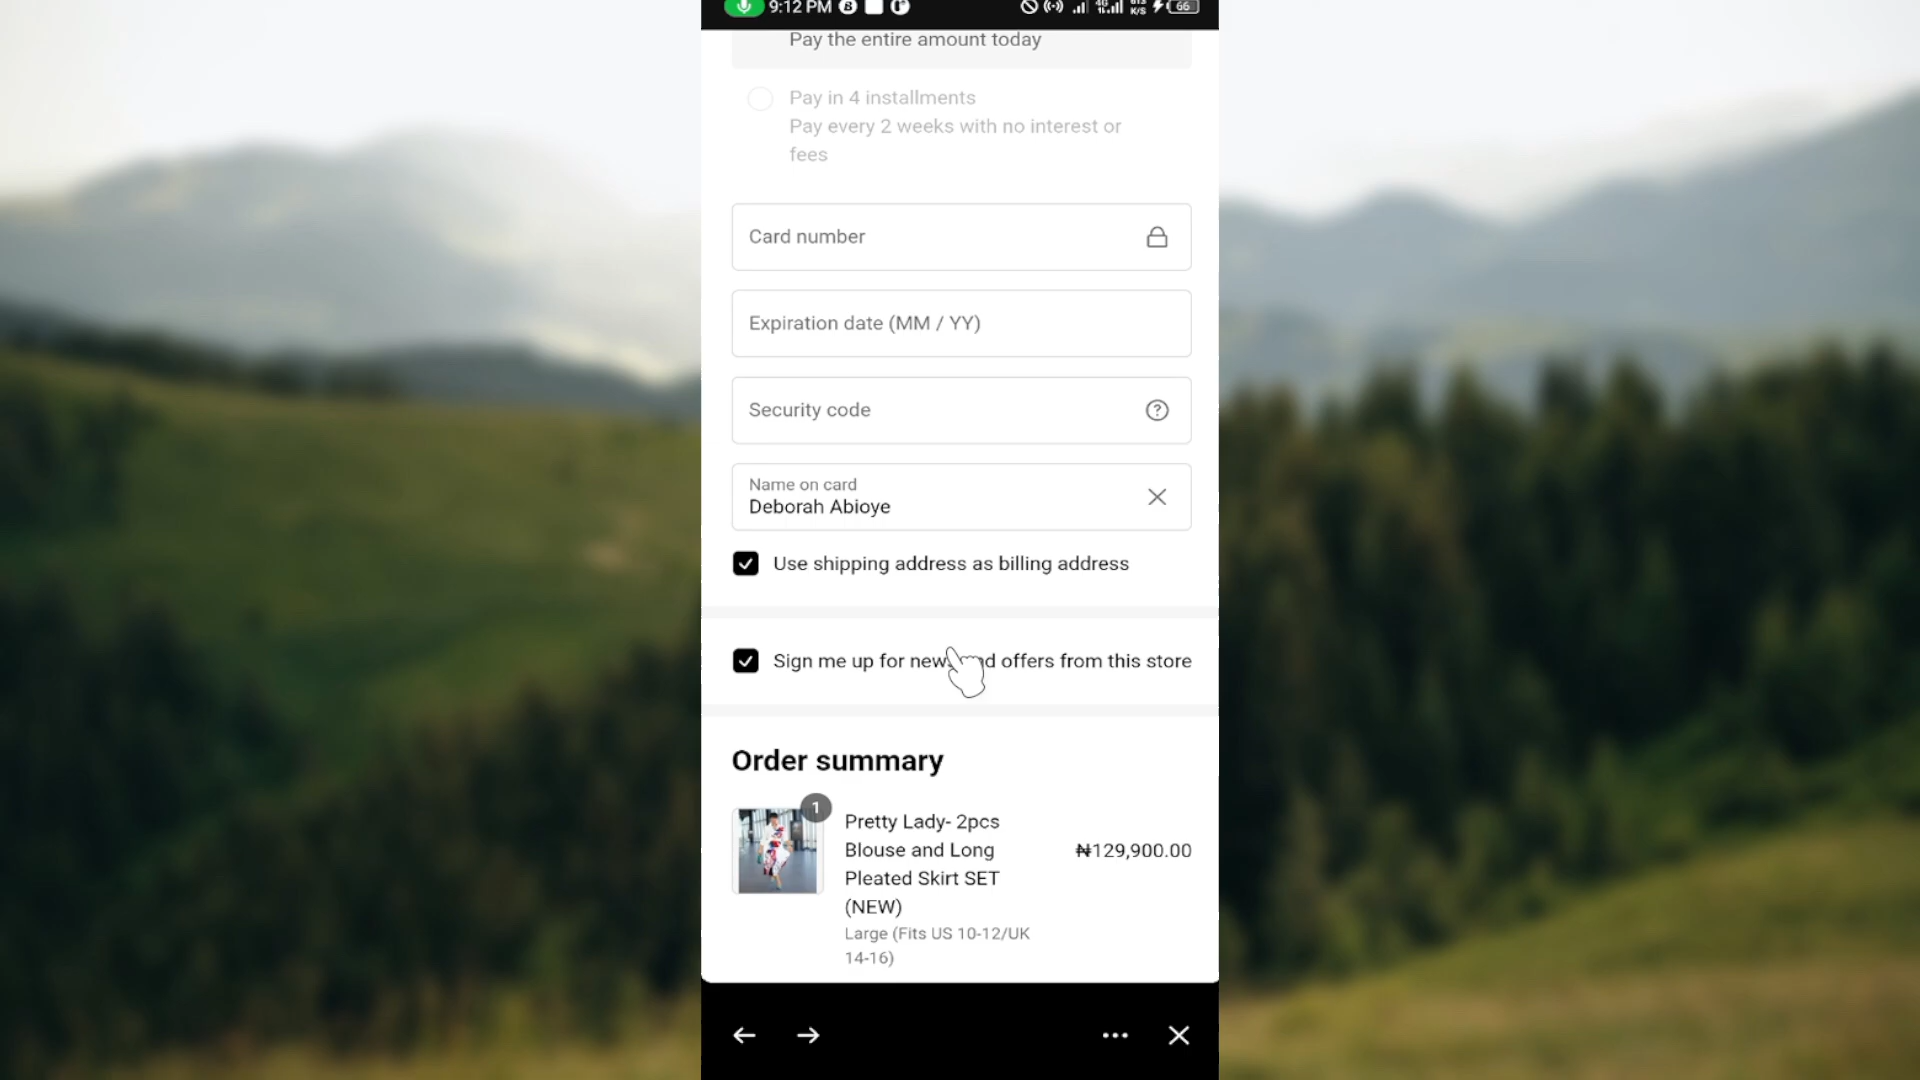 9:12 PM
66
Pay the entire amount today
Pay in 4 installments
Pay every 2 weeks with no interest or
fees
Card number
Expiration date (MM / YY)
Security code
Name on card
Deborah Abioye
Use shipping address as billing address
Sign me up for new offers from this store
Order summary
1
Pretty Lady- 2pcs
Blouse and Long
Pleated Skirt SET
(NEW)
₦129,900.00
Large (Fits US 10-12/UK
14-16)